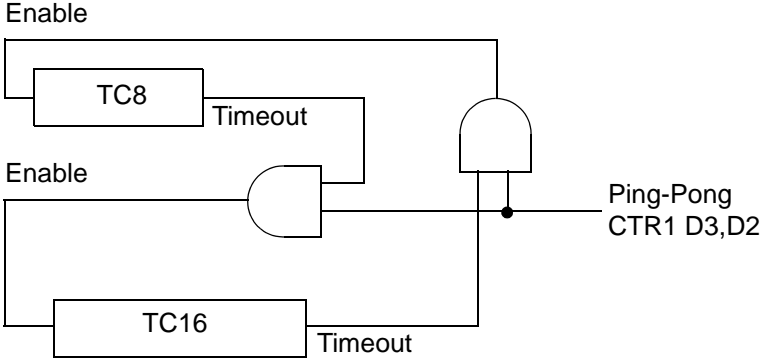 Enable
TC8
Timeout
Enable
Ping-Pong
CTR1 D3,D2
TC16
Timeout